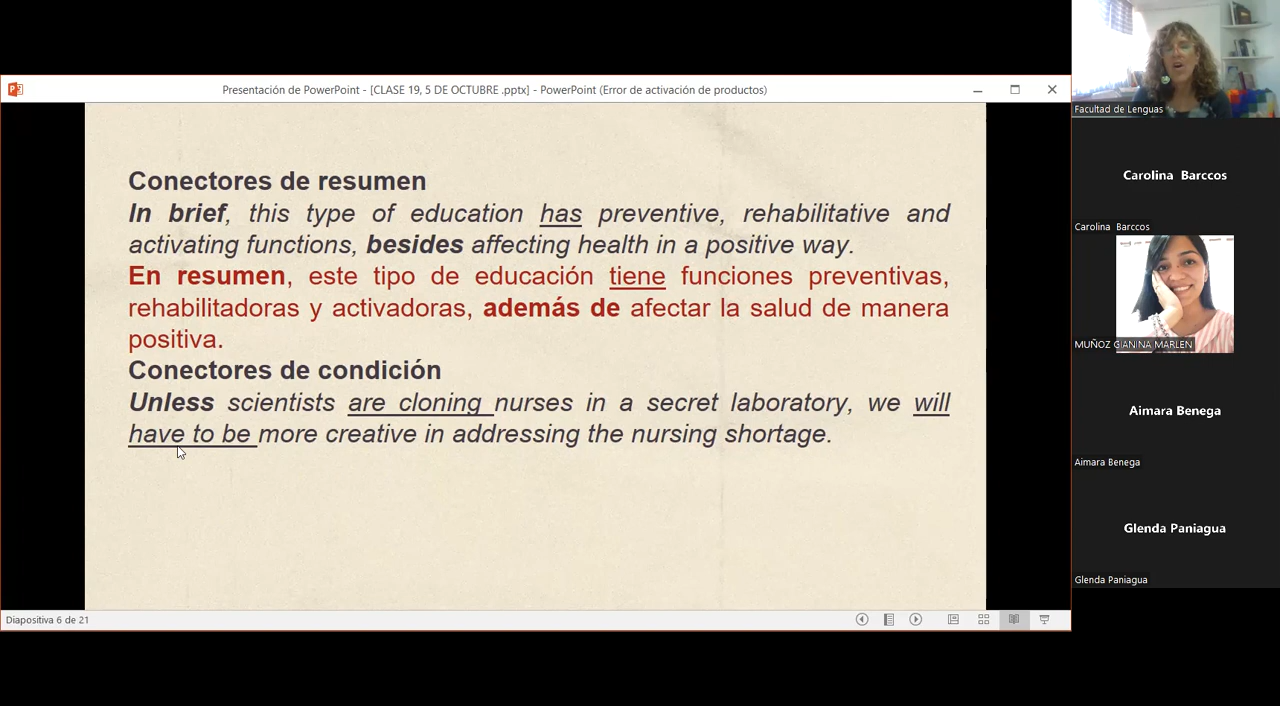 Presentación de PowerPoint - [CLASE 19, 5 DE OCTUBRE .pptx] - PowerPoint (Error de activación de productos)
Conectores de resumen
In brief, this type of education has preventive, rehabilitative and
activating functions, besides affecting health in a positive way.
En resumen, este tipo de educación tiene funciones preventivas,
rehabilitadoras y activadoras, además de afectar la salud de manera
positiva.
Conectores de condición
Unless scientists are cloning nurses in a secret laboratory, we will
have to be more creative in addressing the nursing shortage.
Diapositiva 6 de 21
Facultad de Lenguas
Carolina Barccos
Carolina Barccos
MUÑOZ GIANINA MARLEN
Aimara Benega
Aimara Benega
Glenda Paniagua
Glenda Paniagua